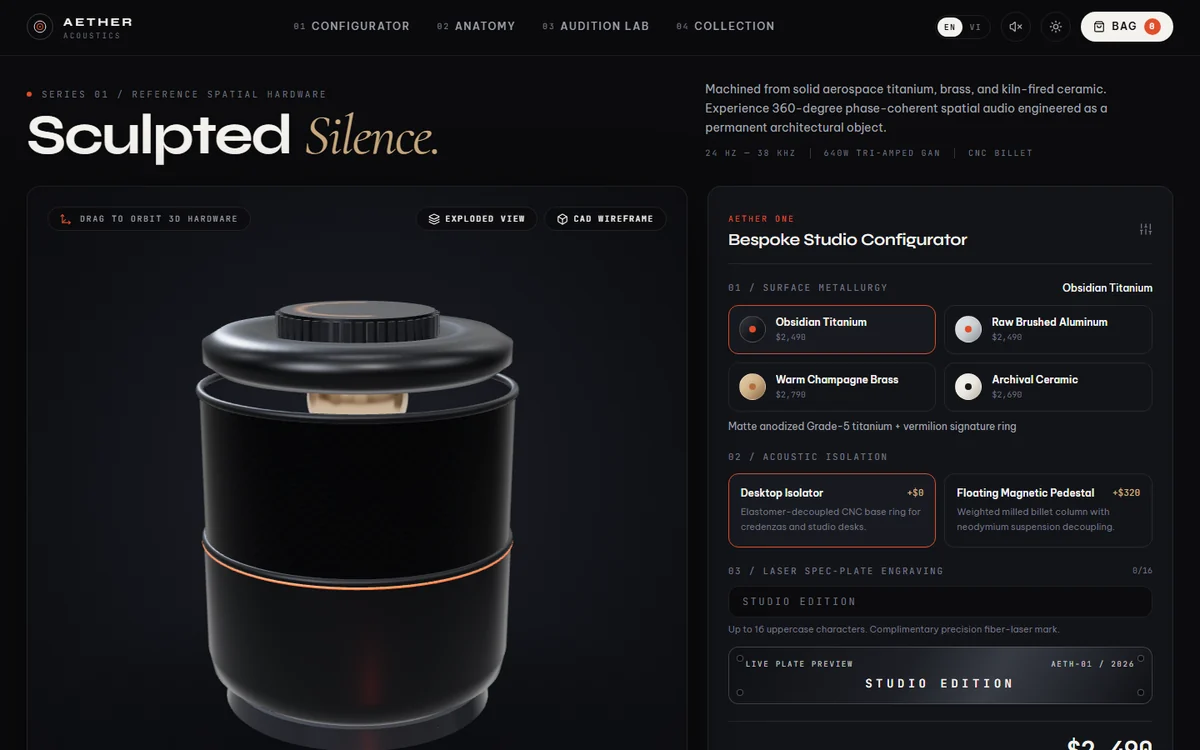 AETHER
ACOUSTICS
01 CONFIGURATOR
02 ANATOMY
03 AUDITION LAB
04 COLLECTION
EN VI
BAG 0
SERIES 01 / REFERENCE SPATIAL HARDWARE
Sculpted Silence.
Machined from solid aerospace titanium, brass, and kiln-fired ceramic.
Experience 360-degree phase-coherent spatial audio engineered as a
permanent architectural object.
24 HZ — 38 KHZ | 640W TRI-AMPED GAN | CNC BILLET
DRAG TO ORBIT 3D HARDWARE
EXPLODED VIEW
CAD WIREFRAME
AETHER ONE
Bespoke Studio Configurator
01 / SURFACE METALLURGY
Obsidian Titanium
Obsidian Titanium
$2,490
Raw Brushed Aluminum
$2,490
Warm Champagne Brass
$2,790
Archival Ceramic
$2,690
Matte anodized Grade-5 titanium + vermilion signature ring
02 / ACOUSTIC ISOLATION
Desktop Isolator +$0
Elastomer-decoupled CNC base ring for
credenzas and studio desks.
Floating Magnetic Pedestal +$320
Weighted milled billet column with
neodymium suspension decoupling.
03 / LASER SPEC-PLATE ENGRAVING 0/16
STUDIO EDITION
Up to 16 uppercase characters. Complimentary precision fiber-laser mark.
LIVE PLATE PREVIEW AETH-01 / 2026
STUDIO EDITION
$2,490